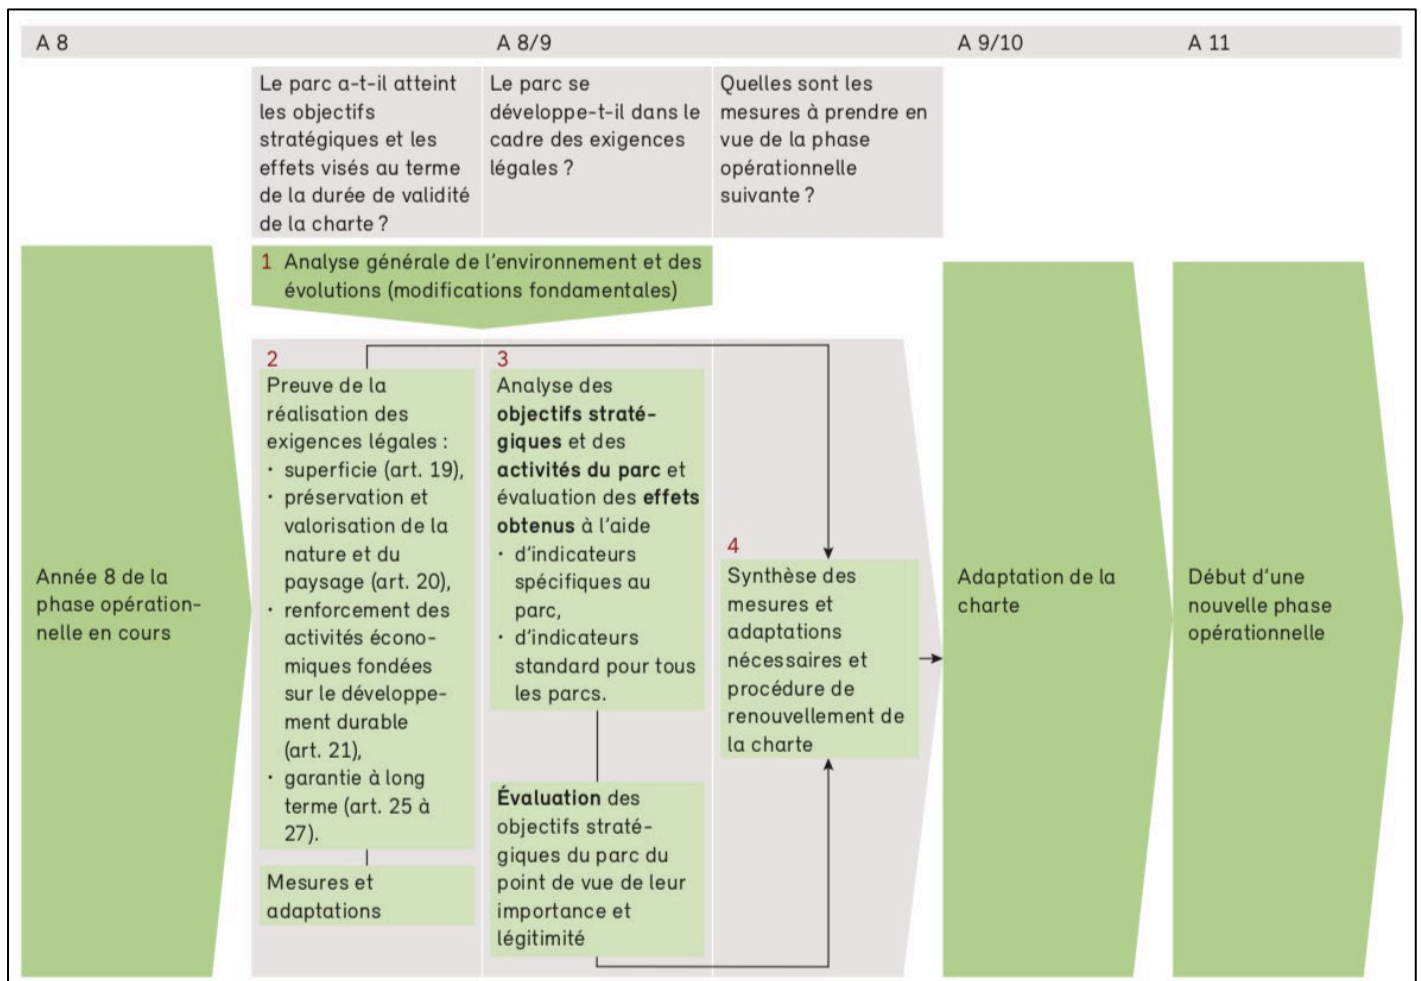 A 8
A 8/9
A 9/10
A 11
Le parc a-t-il atteint
les objectifs
stratégiques et les
effets visés au terme
de la durée de validité
de la charte ?
Le parc se
développe-t-il dans le
cadre des exigences
légales ?
Quelles sont les
mesures à prendre en
vue de la phase
opérationnelle
suivante ?
1 Analyse générale de l'environnement et des
évolutions (modifications fondamentales)
Année 8 de la
phase opération-
nelle en cours
2
Preuve de la
réalisation des
exigences légales :
· superficie (art. 19),
· préservation et
valorisation de la
nature et du
paysage (art. 20),
· renforcement des
activités écono-
miques fondées
sur le développe-
ment durable
(art. 21),
· garantie à long
terme (art. 25 à
27).
Mesures et
adaptations
3
Analyse des
objectifs straté-
giques et des
activités du parc et
évaluation des effets
obtenus à l'aide
· d'indicateurs
spécifiques au
parc,
· d'indicateurs
standard pour tous
les parcs.
Évaluation des
objectifs straté-
giques du parc du
point de vue de leur
importance et
légitimité
4
Synthèse des
mesures et
adaptations
nécessaires et
procédure de
renouvellement de
la charte
Adaptation de la
charte
Début d'une
nouvelle phase
opérationnelle